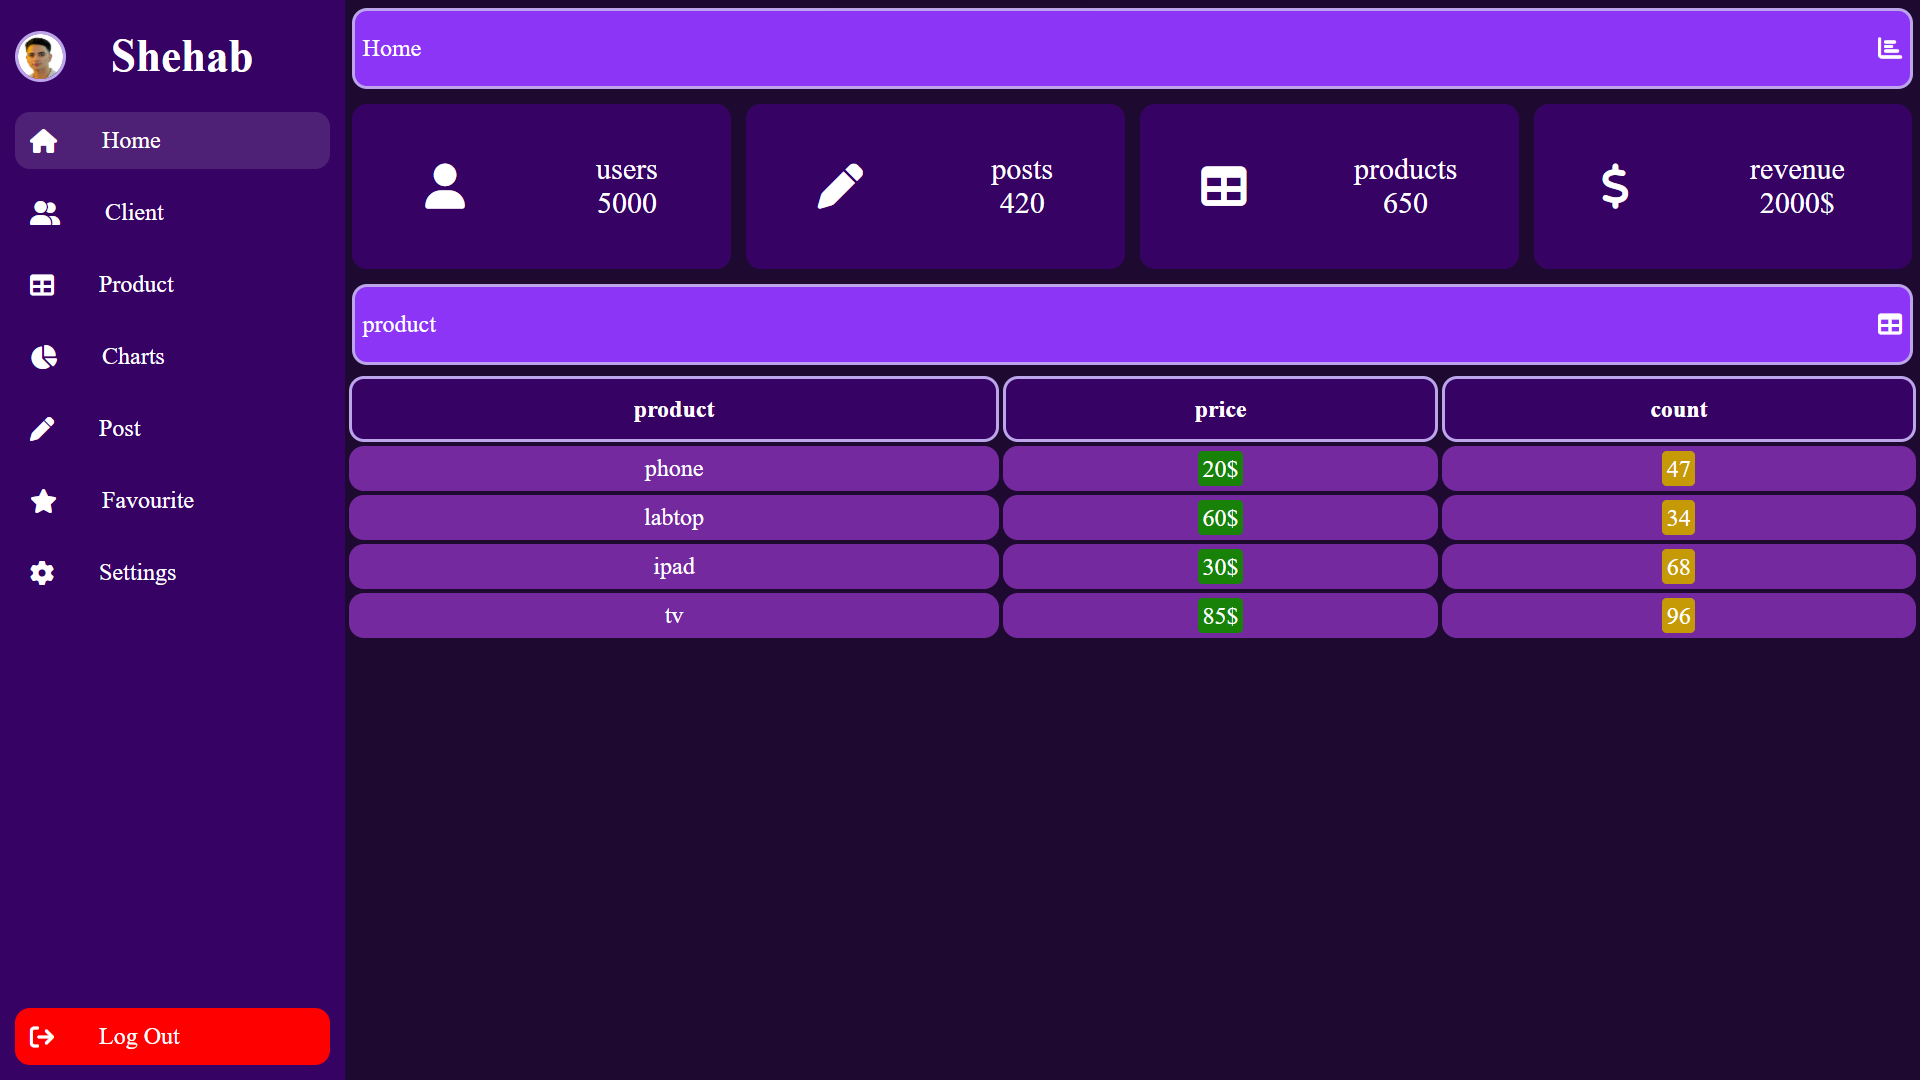 Shehab
Home
Client
Product
Charts
Post
Favourite
Settings
Log Out
Home
users
5000
posts
420
products
650
revenue
2000$
product
product price count
phone 20$ 47
labtop 60$ 34
ipad 30$ 68
tv 85$ 96